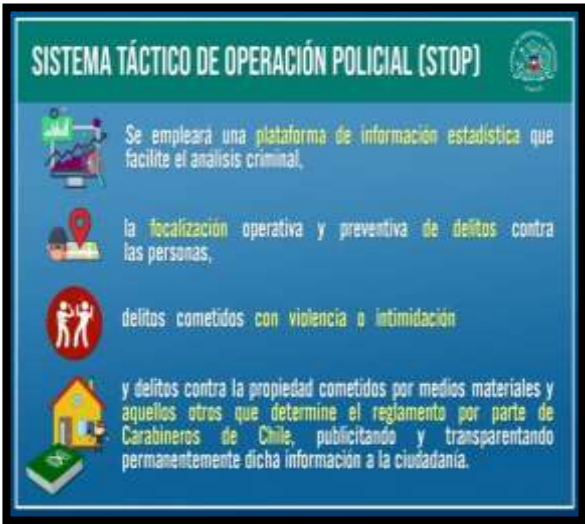 SISTEMA TÁCTICO DE OPERACIÓN POLICIAL (STOP)
Se empleará una plataforma de información estadística que
facilite el análisis criminal,
la focalización operativa y preventiva de delitos contra
las personas,
delitos cometidos con violencia o intimidación
y delitos contra la propiedad cometidos por medios materiales y
aquellos otros que determine el reglamento por parte de
Carabineros de Chile, publicitando y transparentando
permanentemente dicha información a la ciudadanía.